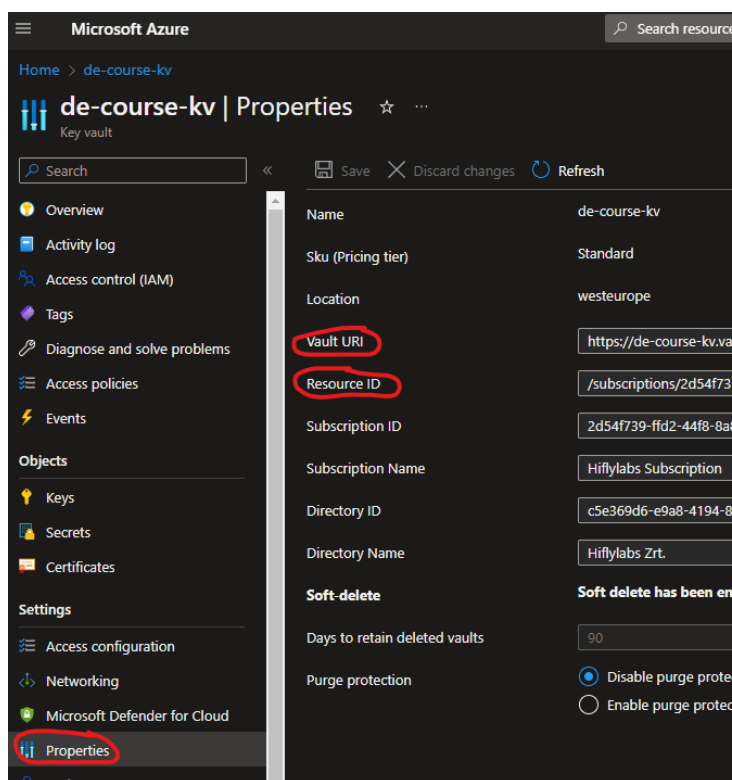 Microsoft Azure
Search resource
Home > de-course-kv
de-course-kv | Properties
Key vault
Search
Save
Discard changes
Refresh
Overview
Activity log
Access control (IAM)
Tags
Diagnose and solve problems
Access policies
Events
Objects
Keys
Secrets
Certificates
Settings
Access configuration
Networking
Microsoft Defender for Cloud
Properties
Name de-course-kv
Sku (Pricing tier) Standard
Location westeurope
Vault URI https://de-course-kv.va
Resource ID /subscriptions/2d54f73
Subscription ID 2d54f739-ffd2-44f8-8a
Subscription Name Hiflylabs Subscription
Directory ID c5e369d6-e9a8-4194-8
Directory Name Hiflylabs Zrt.
Soft-delete Soft delete has been en
Days to retain deleted vaults 90
Purge protection Disable purge prote
Enable purge protec